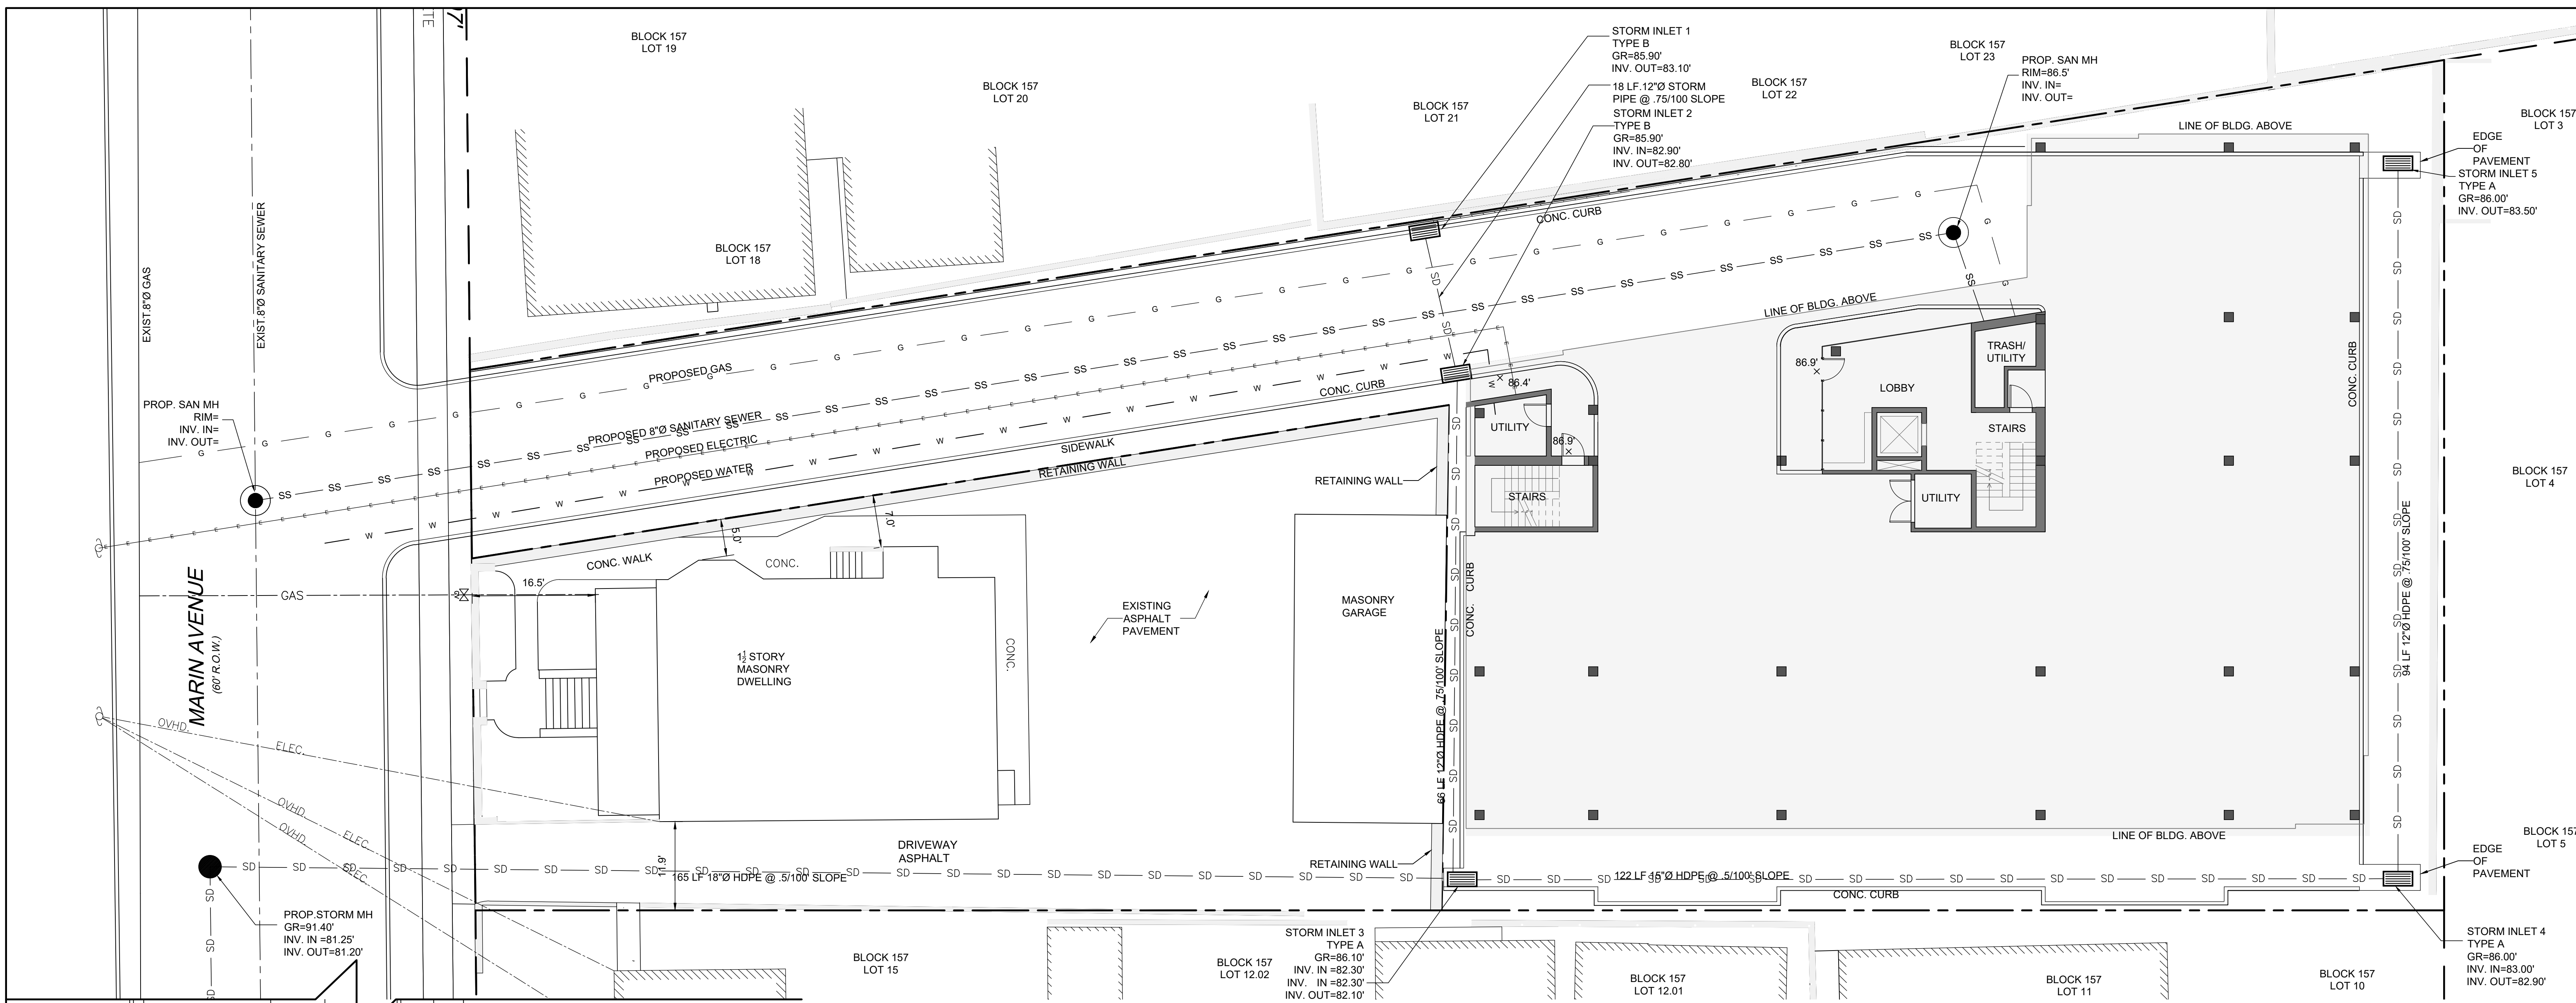 BLOCK 157
LOT 19
BLOCK 157
LOT 20
BLOCK 157
LOT 18
BLOCK 157
LOT 21
BLOCK 157
LOT 22
BLOCK 157
LOT 23
BLOCK 157
LOT 3
STORM INLET 1
TYPE B
GR=85.90'
INV. OUT=83.10'
18 LF.12"Ø STORM
PIPE @ .75/100 SLOPE
STORM INLET 2
TYPE B
GR=85.90'
INV. IN=82.90'
INV. OUT=82.80'
PROP. SAN MH
RIM=86.5'
INV. IN=
INV. OUT=
LINE OF BLDG. ABOVE
EDGE
OF
PAVEMENT
STORM INLET 5
TYPE A
GR=86.00'
INV. OUT=83.50'
EXIST.8"Ø GAS
EXIST.8"Ø SANITARY SEWER
CONC. CURB
LINE OF BLDG. ABOVE
PROPOSED GAS
PROPOSED 8"Ø SANITARY SEWER
PROPOSED ELECTRIC
PROPOSED WATER
CONC. CURB
SIDEWALK
RETAINING WALL
PROP. SAN MH
RIM=
INV. IN=
INV. OUT=
86.4'
86.9'
86.9'
UTILITY
STAIRS
LOBBY
TRASH/
UTILITY
STAIRS
UTILITY
CONC. CURB
94 LF 12"Ø HDPE @ .75/100' SLOPE
BLOCK 157
LOT 4
RETAINING WALL
5.0'
7.0'
CONC. WALK
CONC.
16.5'
GAS
MARIN AVENUE
(60' R.O.W.)
EXISTING
ASPHALT
PAVEMENT
MASONRY
GARAGE
CONC. CURB
66 LF 12"Ø HDPE @ .75/100' SLOPE
CONC.
1½ STORY
MASONRY
DWELLING
OVHD. ELEC.
OVHD. ELEC.
OVHD. ELEC.
11.9'
DRIVEWAY
ASPHALT
165 LF 18"Ø HDPE @ .5/100' SLOPE
RETAINING WALL
122 LF 15"Ø HDPE @ .5/100' SLOPE
CONC. CURB
LINE OF BLDG. ABOVE
BLOCK 157
LOT 5
EDGE
OF
PAVEMENT
PROP.STORM MH
GR=91.40'
INV. IN =81.25'
INV. OUT=81.20'
BLOCK 157
LOT 15
BLOCK 157
LOT 12.02
STORM INLET 3
TYPE A
GR=86.10'
INV. IN =82.30'
INV. IN =82.30'
INV. OUT=82.10'
BLOCK 157
LOT 12.01
BLOCK 157
LOT 11
BLOCK 157
LOT 10
STORM INLET 4
TYPE A
GR=86.00'
INV. IN=83.00'
INV. OUT=82.90'